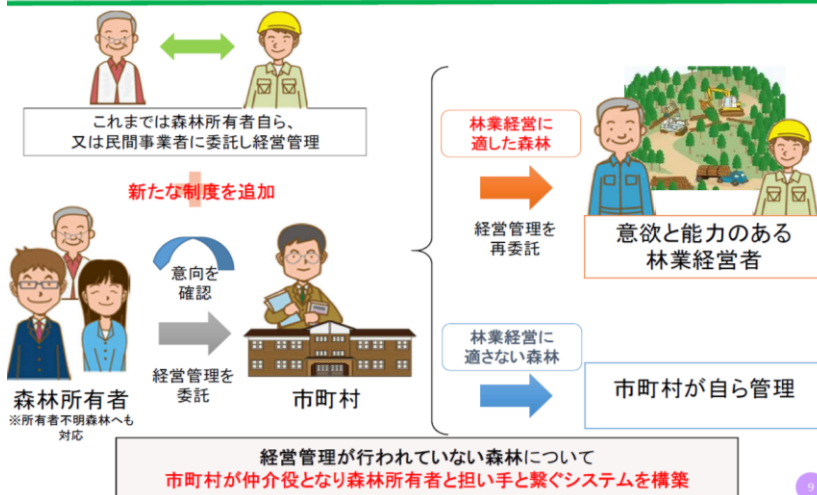 これまでは森林所有者自ら、
又は民間事業者に委託し経営管理
新たな制度を追加
意向を
確認
経営管理を
委託
森林所有者
※所有者不明森林へも
対応
市町村
林業経営に
適した森林
経営管理を
再委託
意欲と能力のある
林業経営者
林業経営に
適さない森林
市町村が自ら管理
経営管理が行われていない森林について
市町村が仲介役となり森林所有者と担い手と繋ぐシステムを構築
9